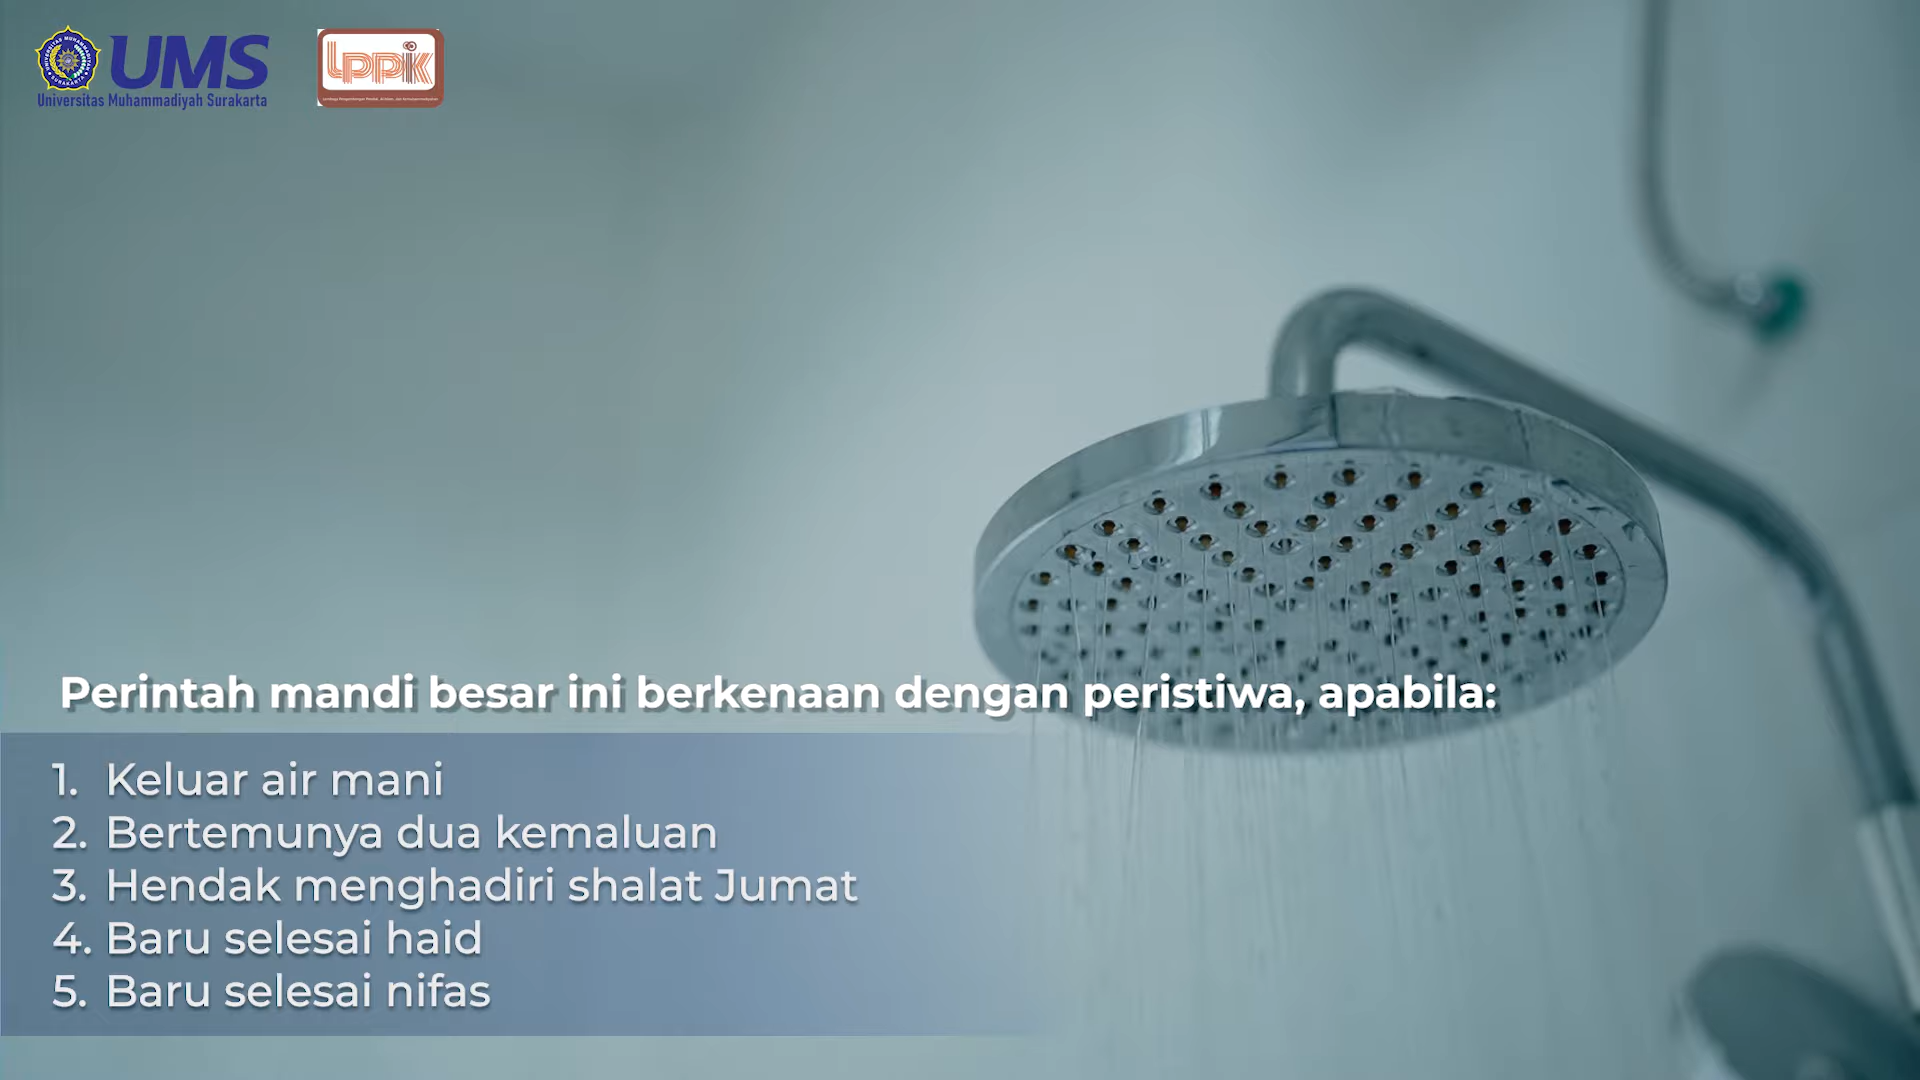 UMS
Universitas Muhammadiyah Surakarta
lppik
Perintah mandi besar ini berkenaan dengan peristiwa, apabila:
1. Keluar air mani
2. Bertemunya dua kemaluan
3. Hendak menghadiri shalat Jumat
4. Baru selesai haid
5. Baru selesai nifas